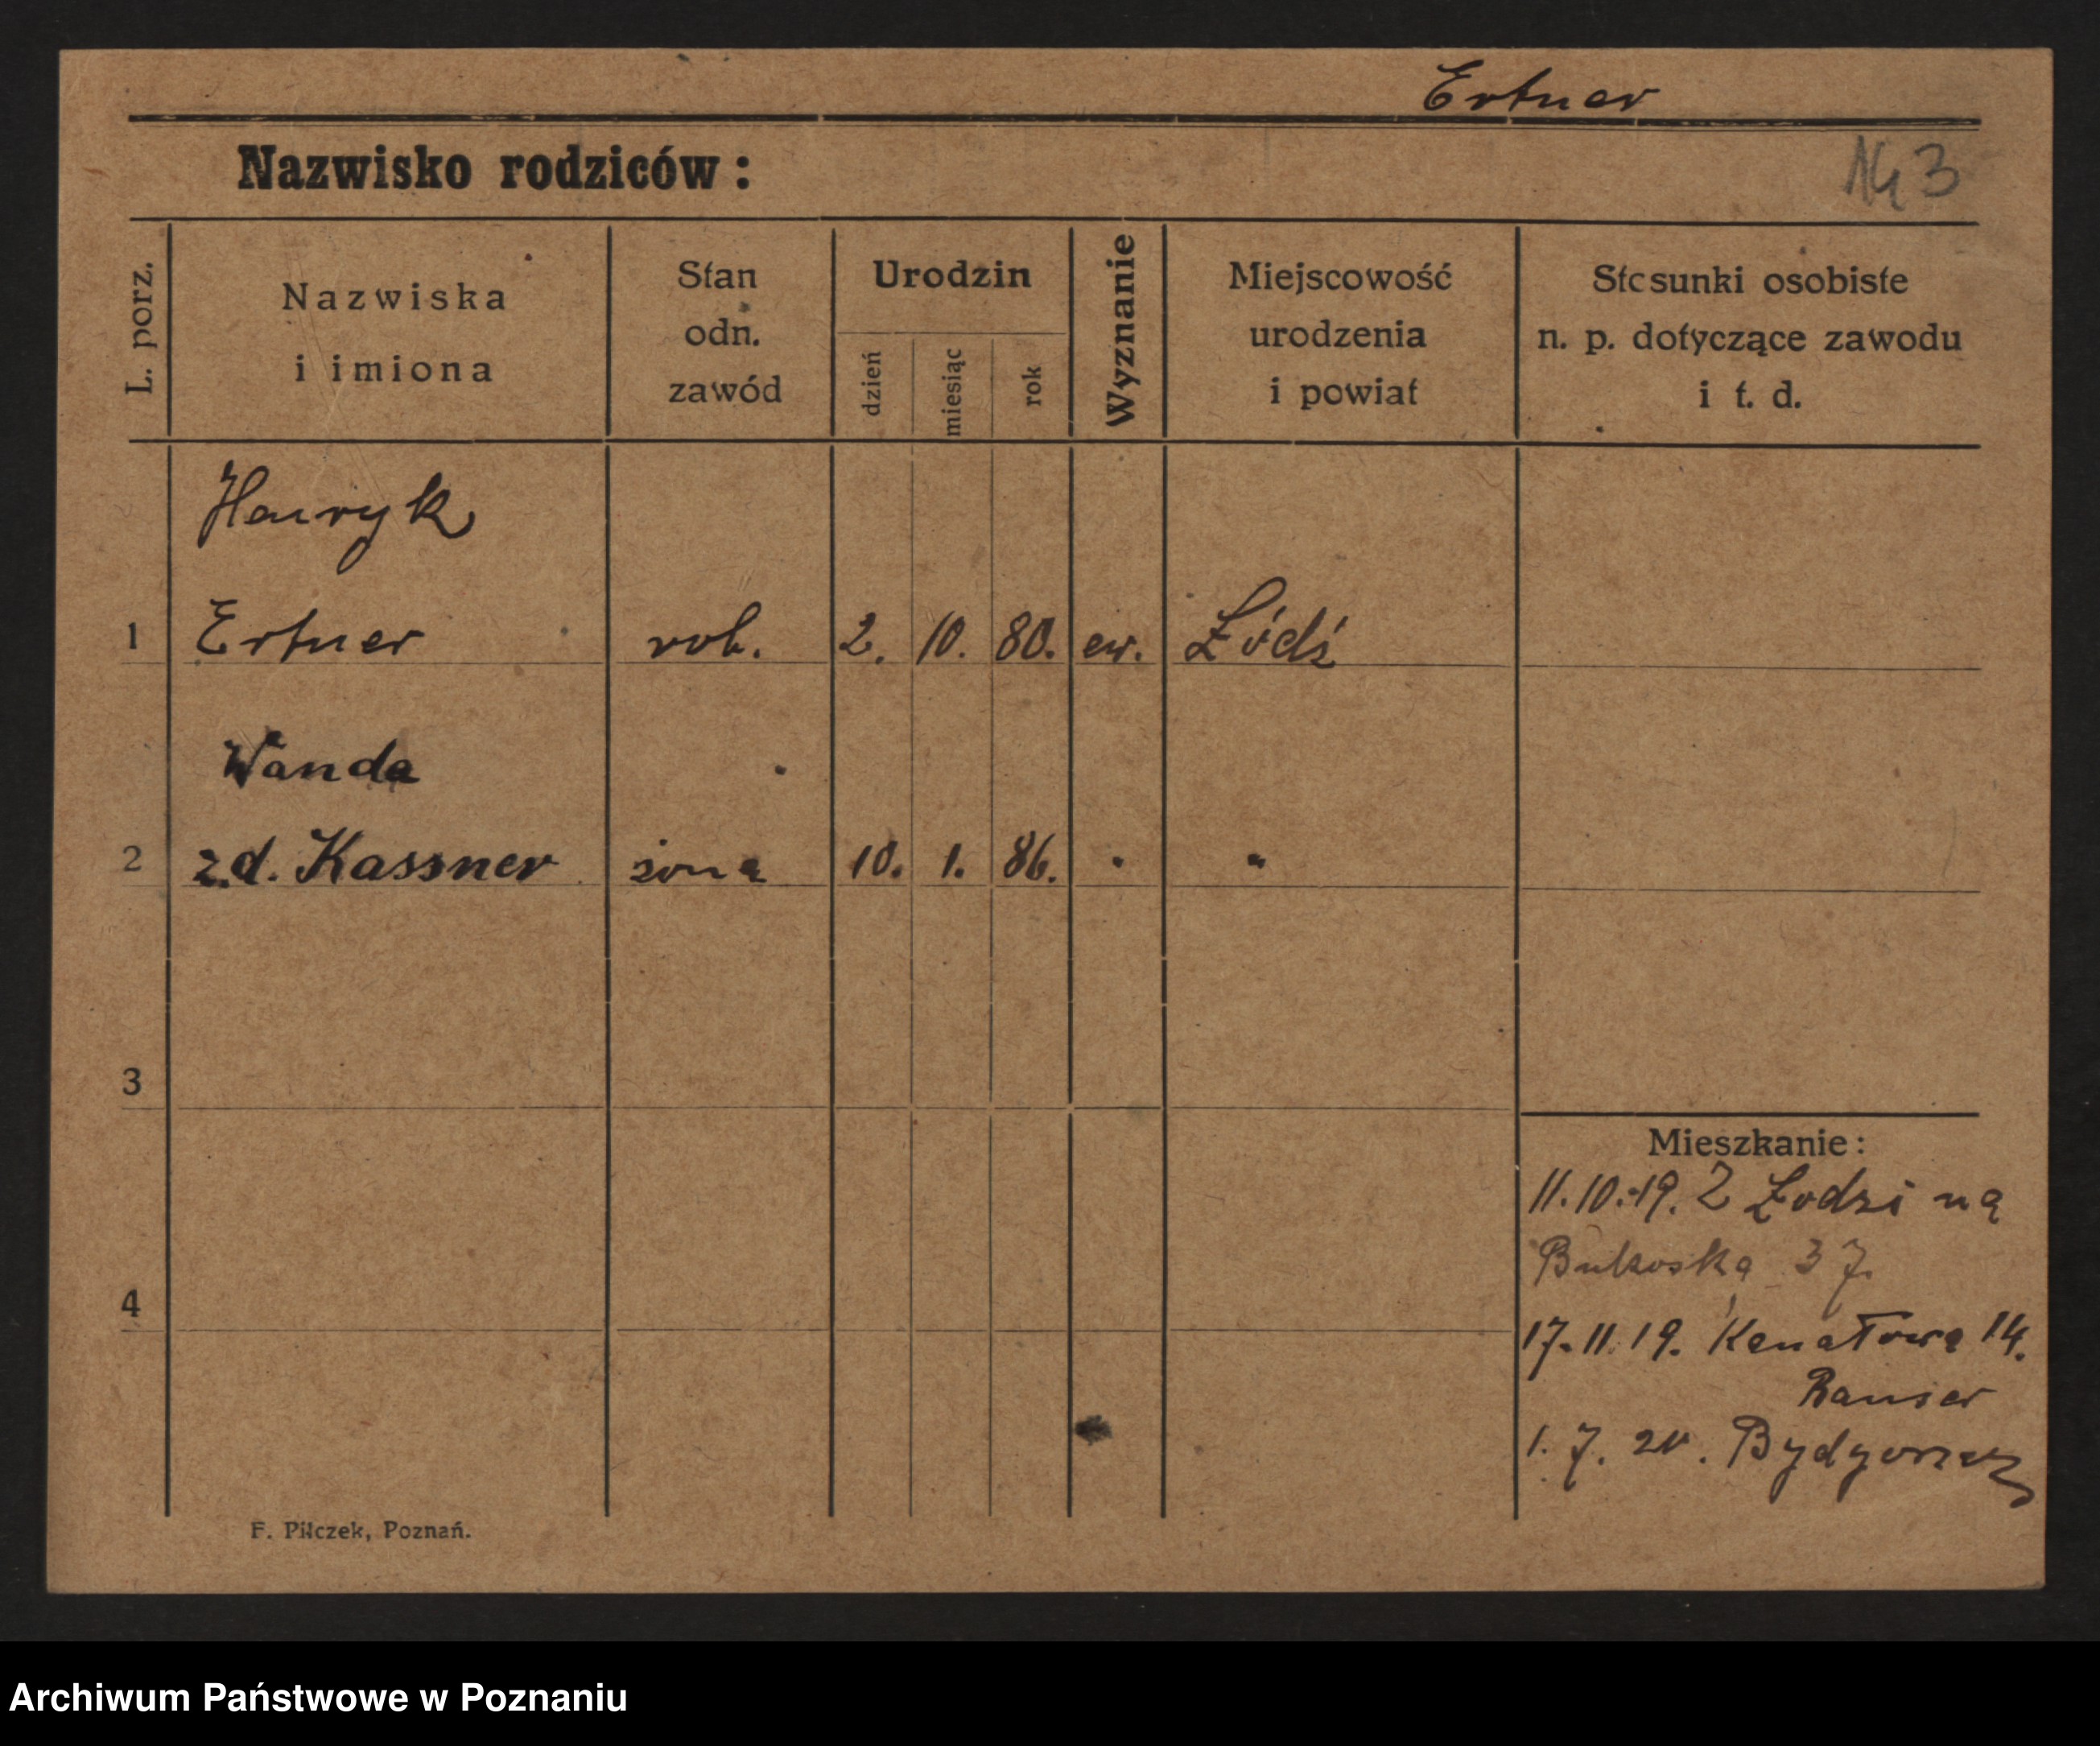 Ertner
Nazwisko rodziców:
3
L. porz.
Nazwiska
i imiona
Stan
odn.
zawód
Urodzin
dzień
miesiąc
rok
Wyznanie
Miejscowość
urodzenia
i powiat
Stosunki osobiste
n. p. dotyczące zawodu
i t. d.
Henryk
1 Ertner rob. 2. 10. 80. ew. Łódź
Wanda
2 z.d. Kassner żona 10. 1. 86. " "
3
Mieszkanie:
11.10.19. Z Łodzi na
Bukoska 37.
4
17.11.19. Kanałowa 14.
1. 7. 20. Bydgoszcz
F. Pilczek, Poznań.
Archiwum Państwowe w Poznaniu